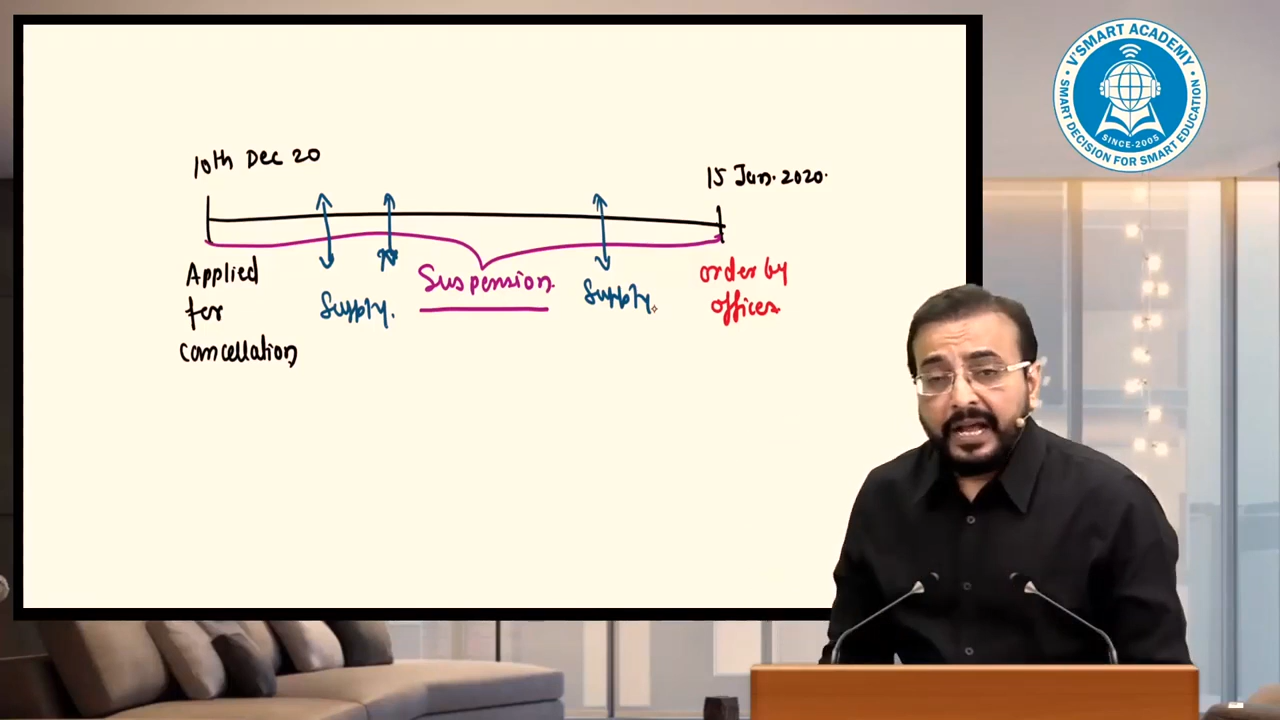 10th Dec 20
15 Jan. 2020.
Applied
for
cancellation
Supply.
Suspension.
Supply.
order by
officer
V'SMART ACADEMY
SMART DECISION FOR SMART EDUCATION
SINCE-2005